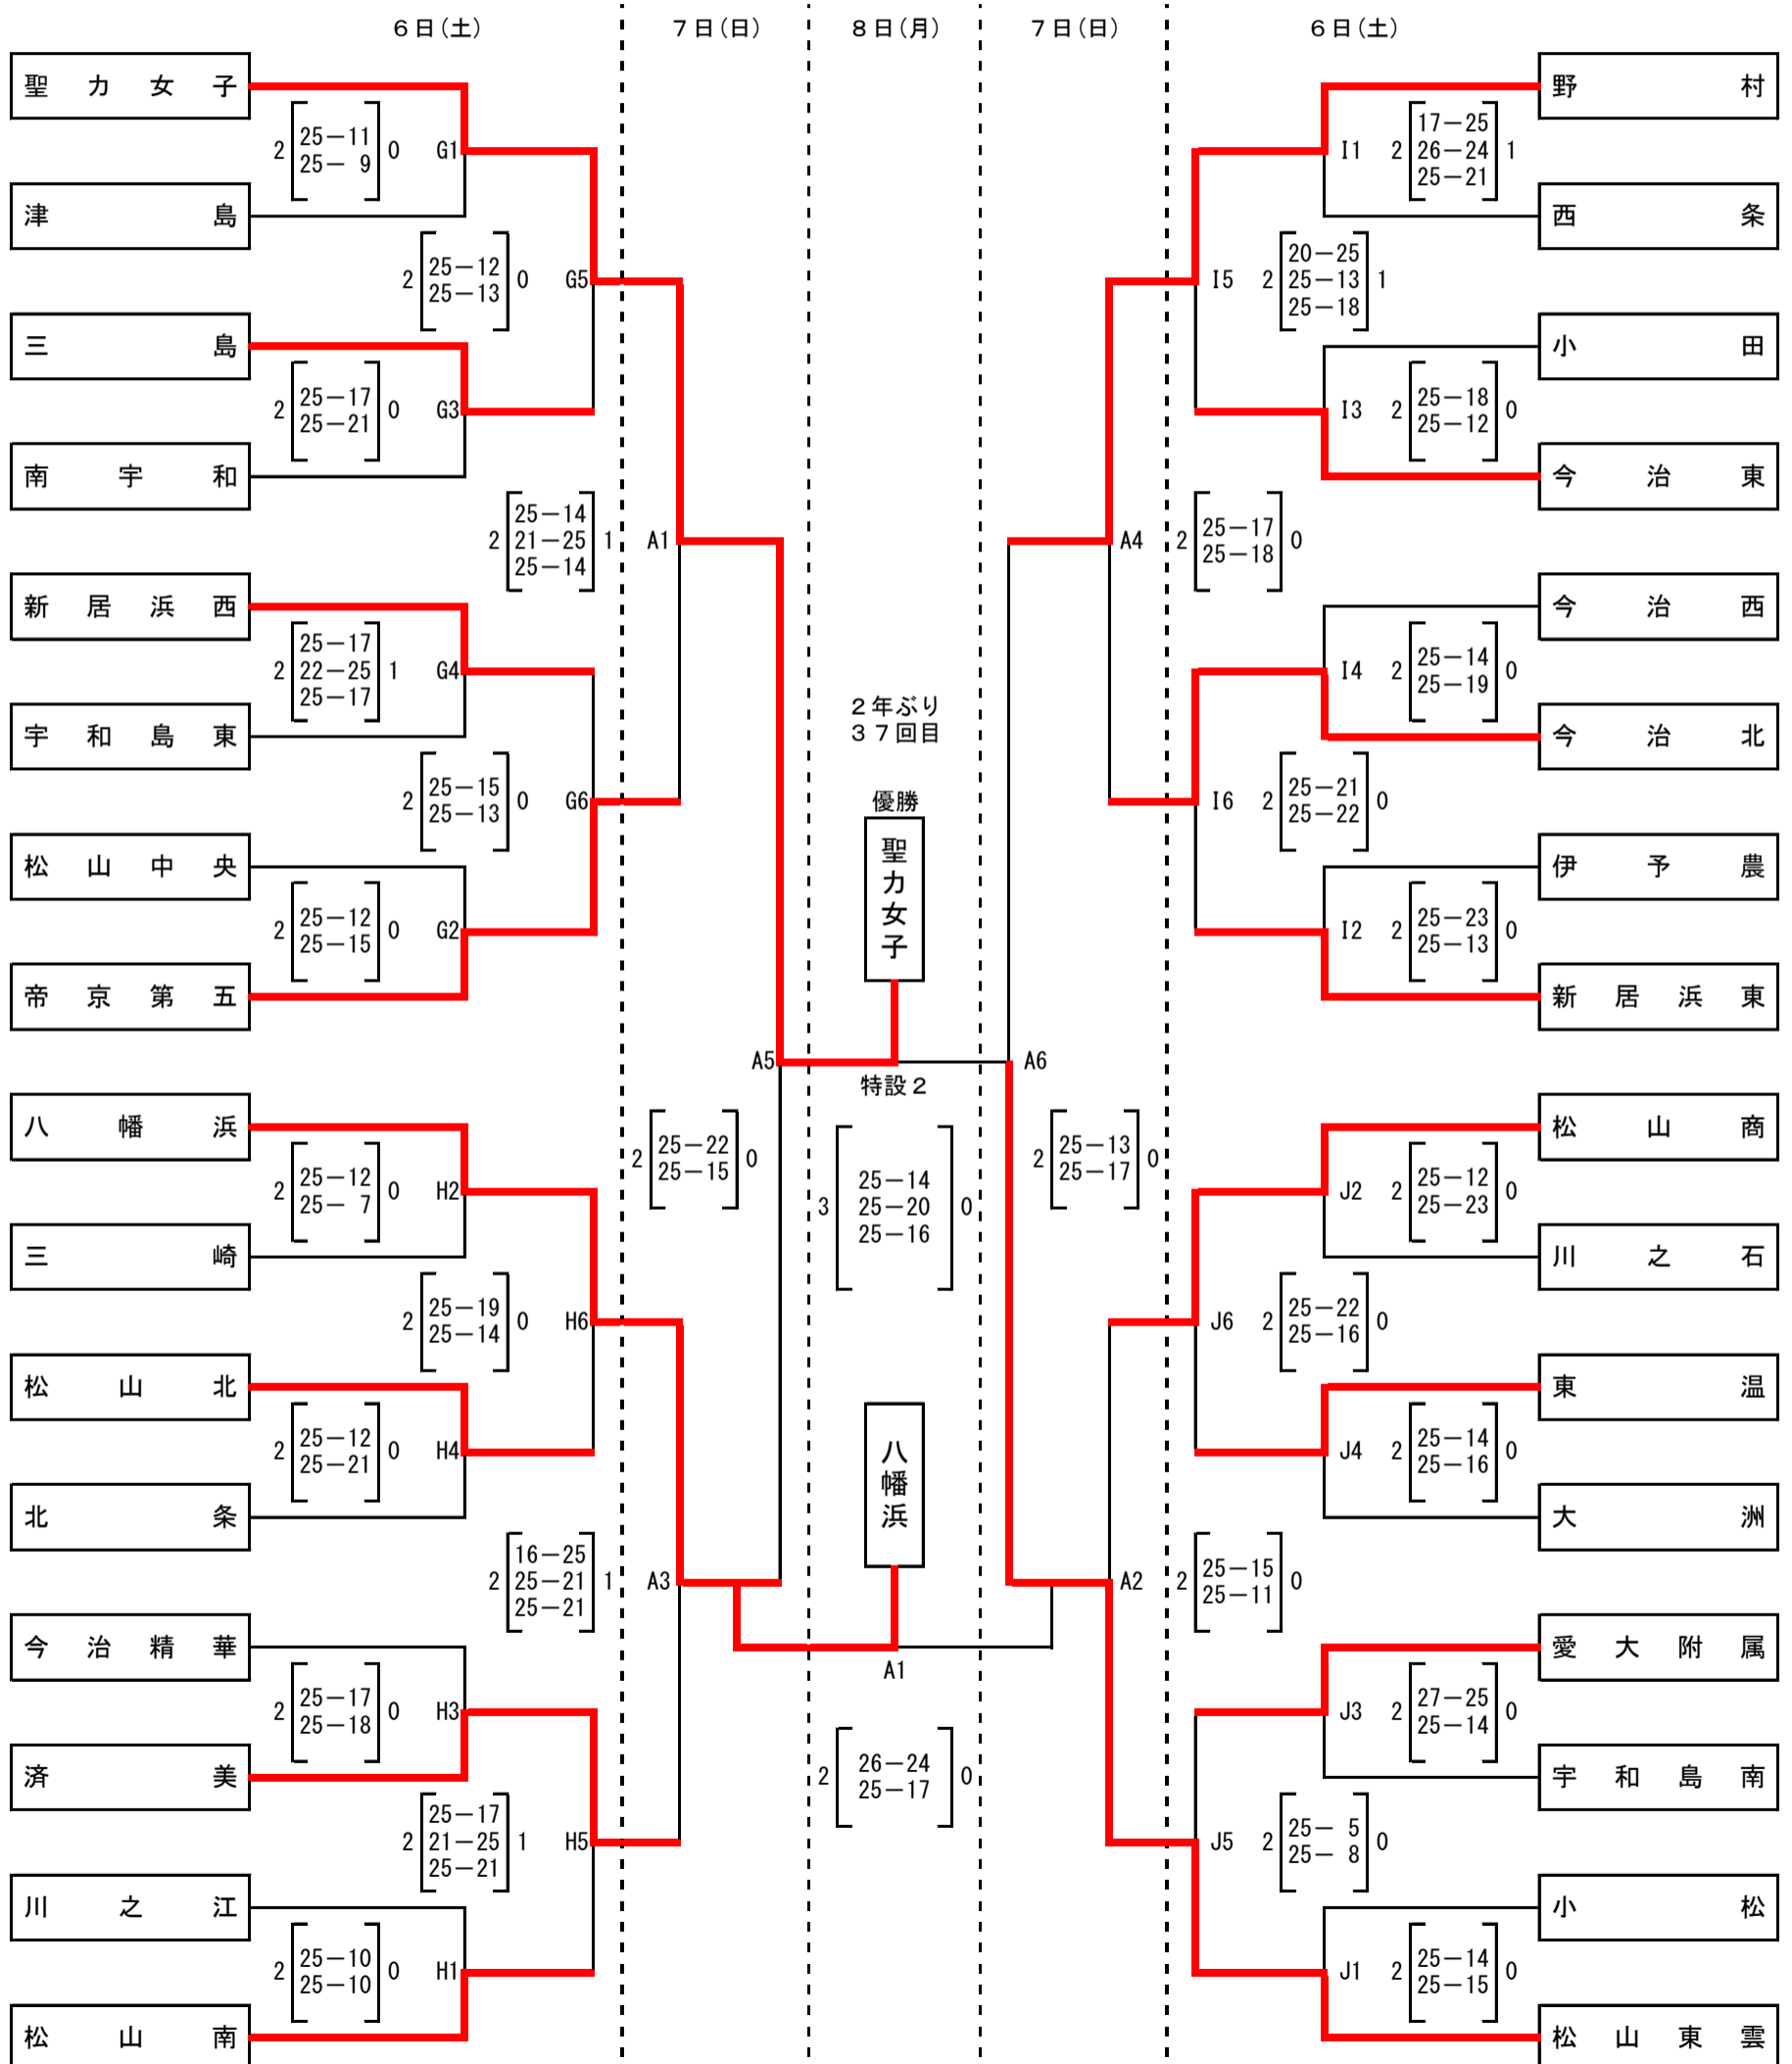 ６日(土)
７日(日)
８日(月)
７日(日)
６日(土)
聖カ女子
2 25－11 0 G1
25－ 9
津島
2 25－12 0 G5
25－13
三島
2 25－17 0 G3
25－21
南宇和
25－14
2 21－25 1 A1
25－14
新居浜西
25－17
2 22－25 1 G4
25－17
宇和島東
2 25－15 0 G6
25－13
松山中央
2 25－12 0 G2
25－15
帝京第五
A5
2 25－22 0
25－15
八幡浜
2 25－12 0 H2
25－ 7
三崎
2 25－19 0 H6
25－14
松山北
2 25－12 0 H4
25－21
北条
16－25
2 25－21 1 A3
25－21
今治精華
2 25－17 0 H3
25－18
済美
25－17
2 21－25 1 H5
25－21
川之江
2 25－10 0 H1
25－10
松山南
２年ぶり
３７回目
優勝
聖カ女子
特設２
25－14
3 25－20 0
25－16
八幡浜
A1
2 26－24 0
25－17
野村
17－25
I1 2 26－24 1
25－21
西条
20－25
I5 2 25－13 1
25－18
小田
I3 2 25－18 0
25－12
今治東
A4 2 25－17 0
25－18
今治西
I4 2 25－14 0
25－19
今治北
I6 2 25－21 0
25－22
伊予農
I2 2 25－23 0
25－13
新居浜東
A6
2 25－13 0
25－17
松山商
J2 2 25－12 0
25－23
川之石
J6 2 25－22 0
25－16
東温
J4 2 25－14 0
25－16
大洲
A2 2 25－15 0
25－11
愛大附属
J3 2 27－25 0
25－14
宇和島南
J5 2 25－ 5 0
25－ 8
小松
J1 2 25－14 0
25－15
松山東雲